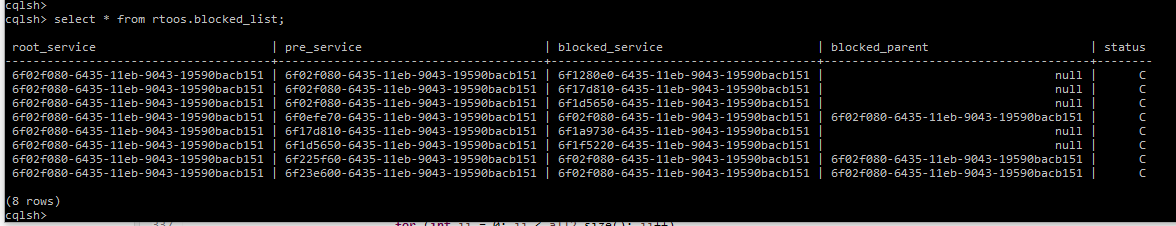 cqlsh>
cqlsh> select * from rtoos.blocked_list;
root_service | pre_service | blocked_service | blocked_parent | status
6f02f080-6435-11eb-9043-19590bacb151 | 6f02f080-6435-11eb-9043-19590bacb151 | 6f1280e0-6435-11eb-9043-19590bacb151 | null | C
6f02f080-6435-11eb-9043-19590bacb151 | 6f02f080-6435-11eb-9043-19590bacb151 | 6f17d810-6435-11eb-9043-19590bacb151 | null | C
6f02f080-6435-11eb-9043-19590bacb151 | 6f02f080-6435-11eb-9043-19590bacb151 | 6f1d5650-6435-11eb-9043-19590bacb151 | null | C
6f02f080-6435-11eb-9043-19590bacb151 | 6f0efe70-6435-11eb-9043-19590bacb151 | 6f02f080-6435-11eb-9043-19590bacb151 | 6f02f080-6435-11eb-9043-19590bacb151 | C
6f02f080-6435-11eb-9043-19590bacb151 | 6f17d810-6435-11eb-9043-19590bacb151 | 6f1a9730-6435-11eb-9043-19590bacb151 | null | C
6f02f080-6435-11eb-9043-19590bacb151 | 6f1d5650-6435-11eb-9043-19590bacb151 | 6f1f5220-6435-11eb-9043-19590bacb151 | null | C
6f02f080-6435-11eb-9043-19590bacb151 | 6f225f60-6435-11eb-9043-19590bacb151 | 6f02f080-6435-11eb-9043-19590bacb151 | 6f02f080-6435-11eb-9043-19590bacb151 | C
6f02f080-6435-11eb-9043-19590bacb151 | 6f23e600-6435-11eb-9043-19590bacb151 | 6f02f080-6435-11eb-9043-19590bacb151 | 6f02f080-6435-11eb-9043-19590bacb151 | C
(8 rows)
cqlsh>